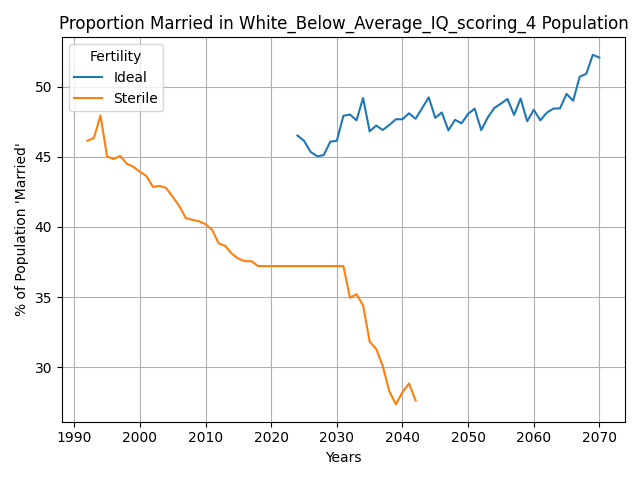 Proportion Married in White_Below_Average_IQ_scoring_4 Population
Fertility
Ideal
Sterile
% of Population 'Married'
50
45
40
35
30
1990 2000 2010 2020 2030 2040 2050 2060 2070
Years